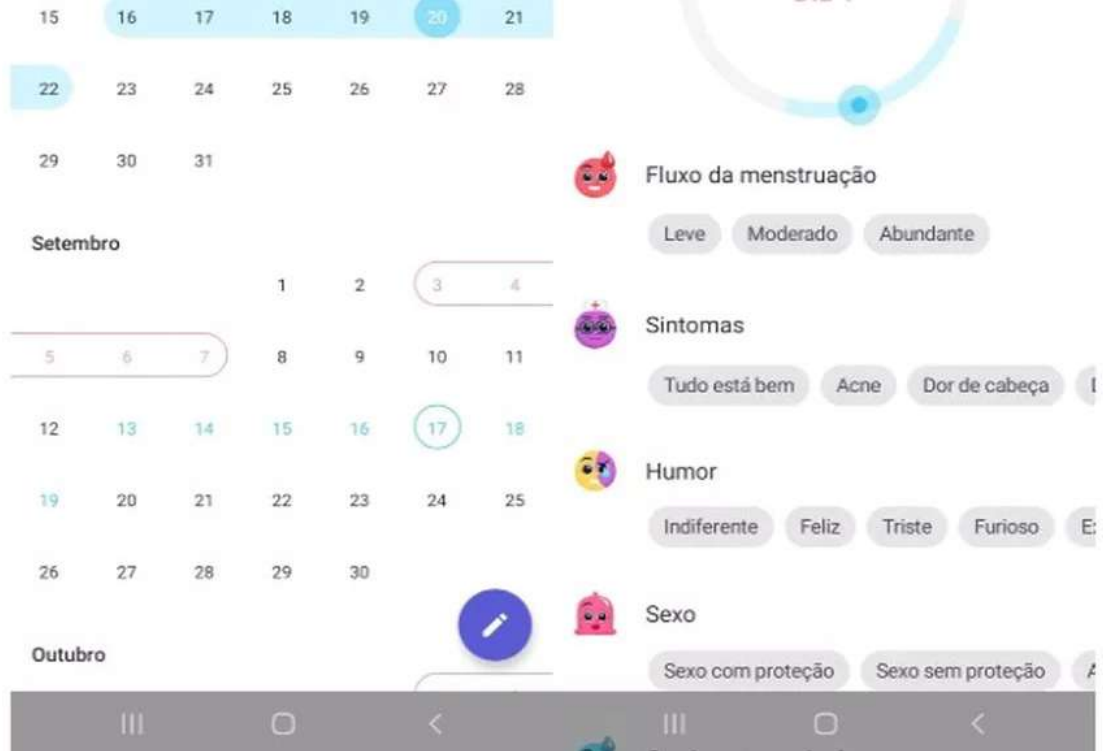 15 16 17 18 19 20 21
22 23 24 25 26 27 28
29 30 31
Setembro
1 2 3 4
5 6 7 8 9 10 11
12 13 14 15 16 17 18
19 20 21 22 23 24 25
26 27 28 29 30
Outubro
Fluxo da menstruação
Leve Moderado Abundante
Sintomas
Tudo está bem Acne Dor de cabeça
Humor
Indiferente Feliz Triste Furioso
Sexo
Sexo com proteção Sexo sem proteção